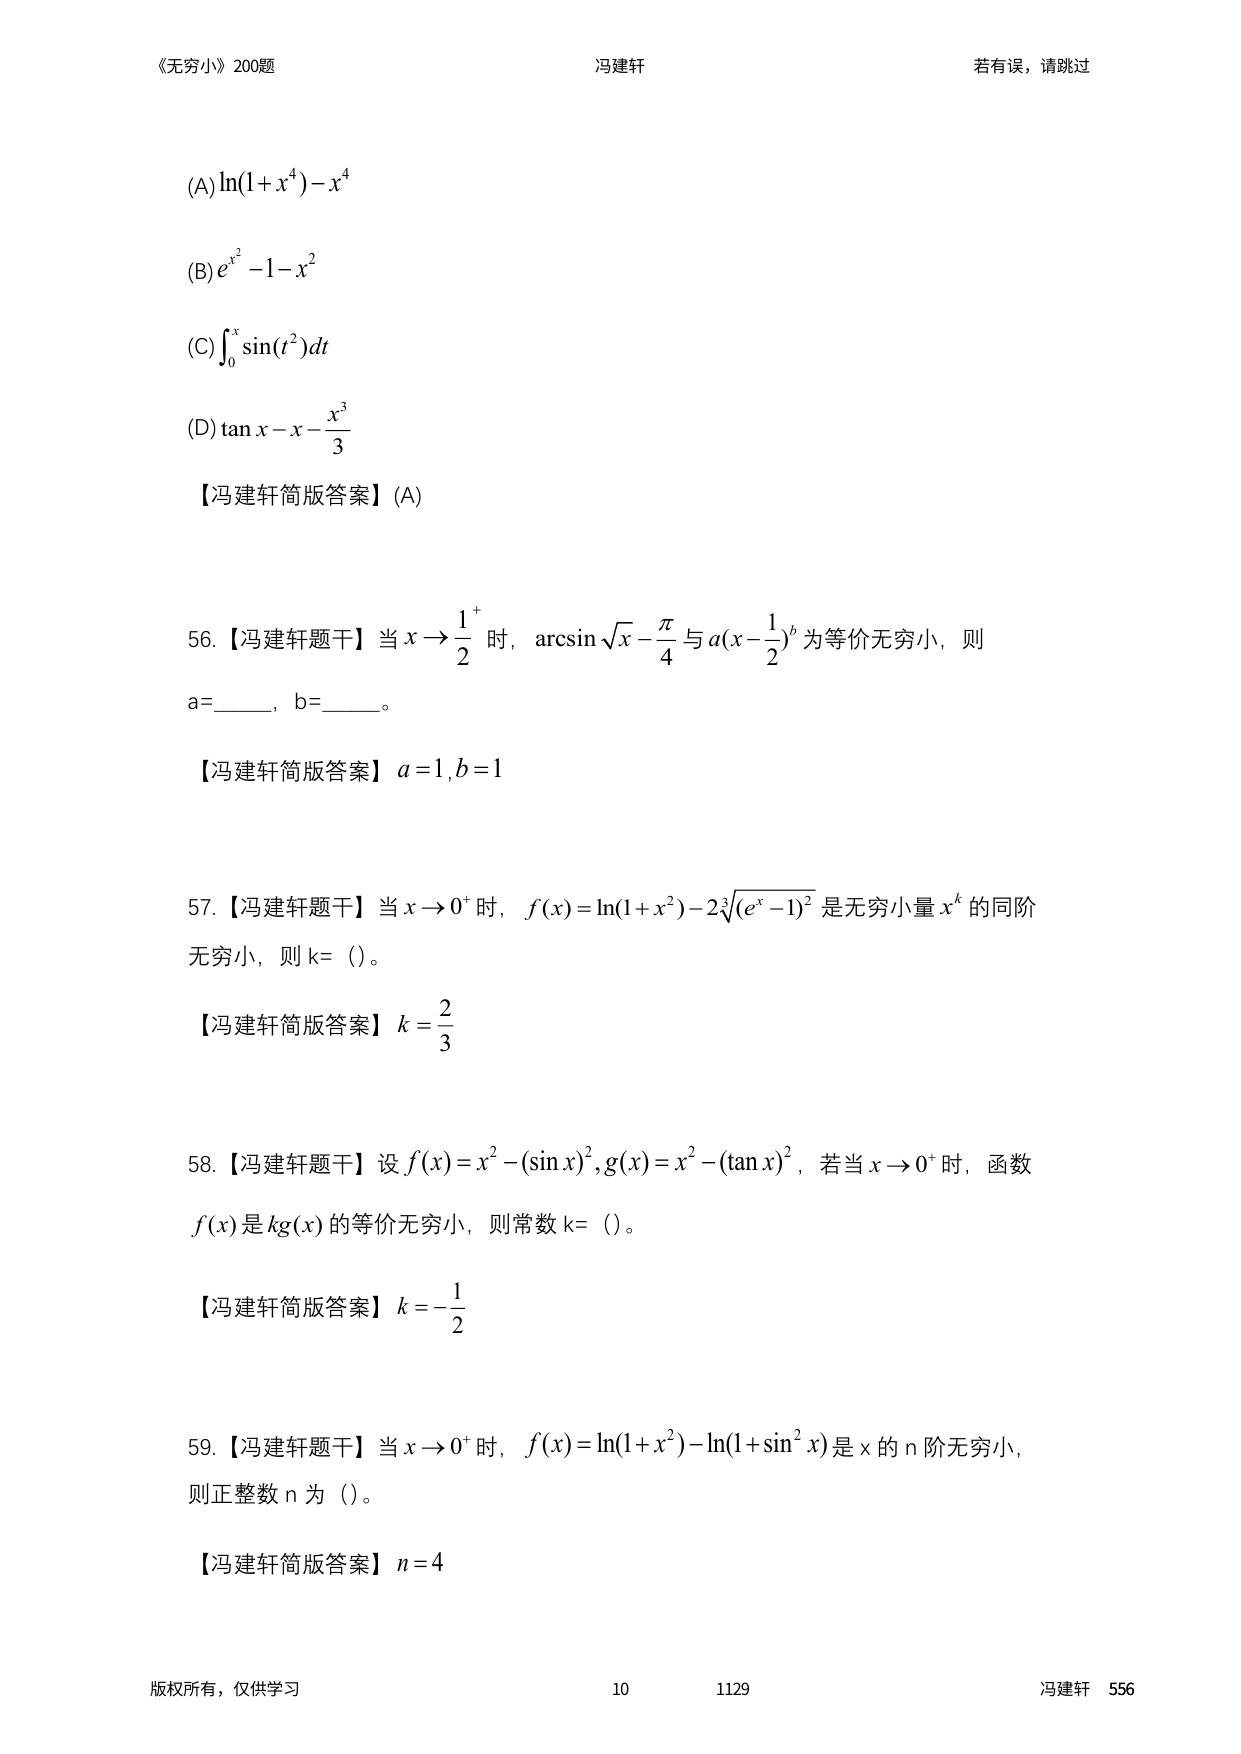 《无穷小》200题 冯建轩 若有误，请跳过
(A) ln(1+x⁴)−x⁴
(B) e^{x²}−1−x²
(C) ∫₀ˣ sin(t²)dt
(D) tan x − x − x³/3
【冯建轩简版答案】(A)
56.【冯建轩题干】当 x→1/2⁺ 时，arcsin√x − π/4 与 a(x−1/2)^b 为等价无穷小，则
a=_____，b=_____。
【冯建轩简版答案】a=1,b=1
57.【冯建轩题干】当 x→0⁺ 时，f(x)=ln(1+x²)−2∛((eˣ−1)²) 是无穷小量 x^k 的同阶
无穷小，则 k=（）。
【冯建轩简版答案】k=2/3
58.【冯建轩题干】设 f(x)=x²−(sin x)²,g(x)=x²−(tan x)²，若当 x→0⁺ 时，函数
f(x) 是 kg(x) 的等价无穷小，则常数 k=（）。
【冯建轩简版答案】k=−1/2
59.【冯建轩题干】当 x→0⁺ 时，f(x)=ln(1+x²)−ln(1+sin²x) 是 x 的 n 阶无穷小，
则正整数 n 为（）。
【冯建轩简版答案】n=4
版权所有，仅供学习 10 1129 冯建轩 556